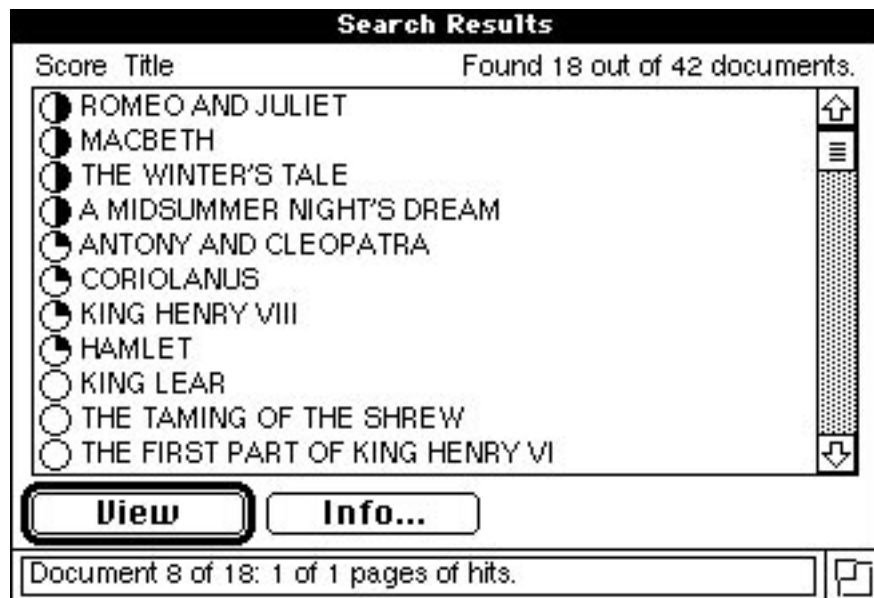 Search Results
Score Title Found 18 out of 42 documents.
ROMEO AND JULIET
MACBETH
THE WINTER'S TALE
A MIDSUMMER NIGHT'S DREAM
ANTONY AND CLEOPATRA
CORIOLANUS
KING HENRY VIII
HAMLET
KING LEAR
THE TAMING OF THE SHREW
THE FIRST PART OF KING HENRY VI
View Info...
Document 8 of 18: 1 of 1 pages of hits.